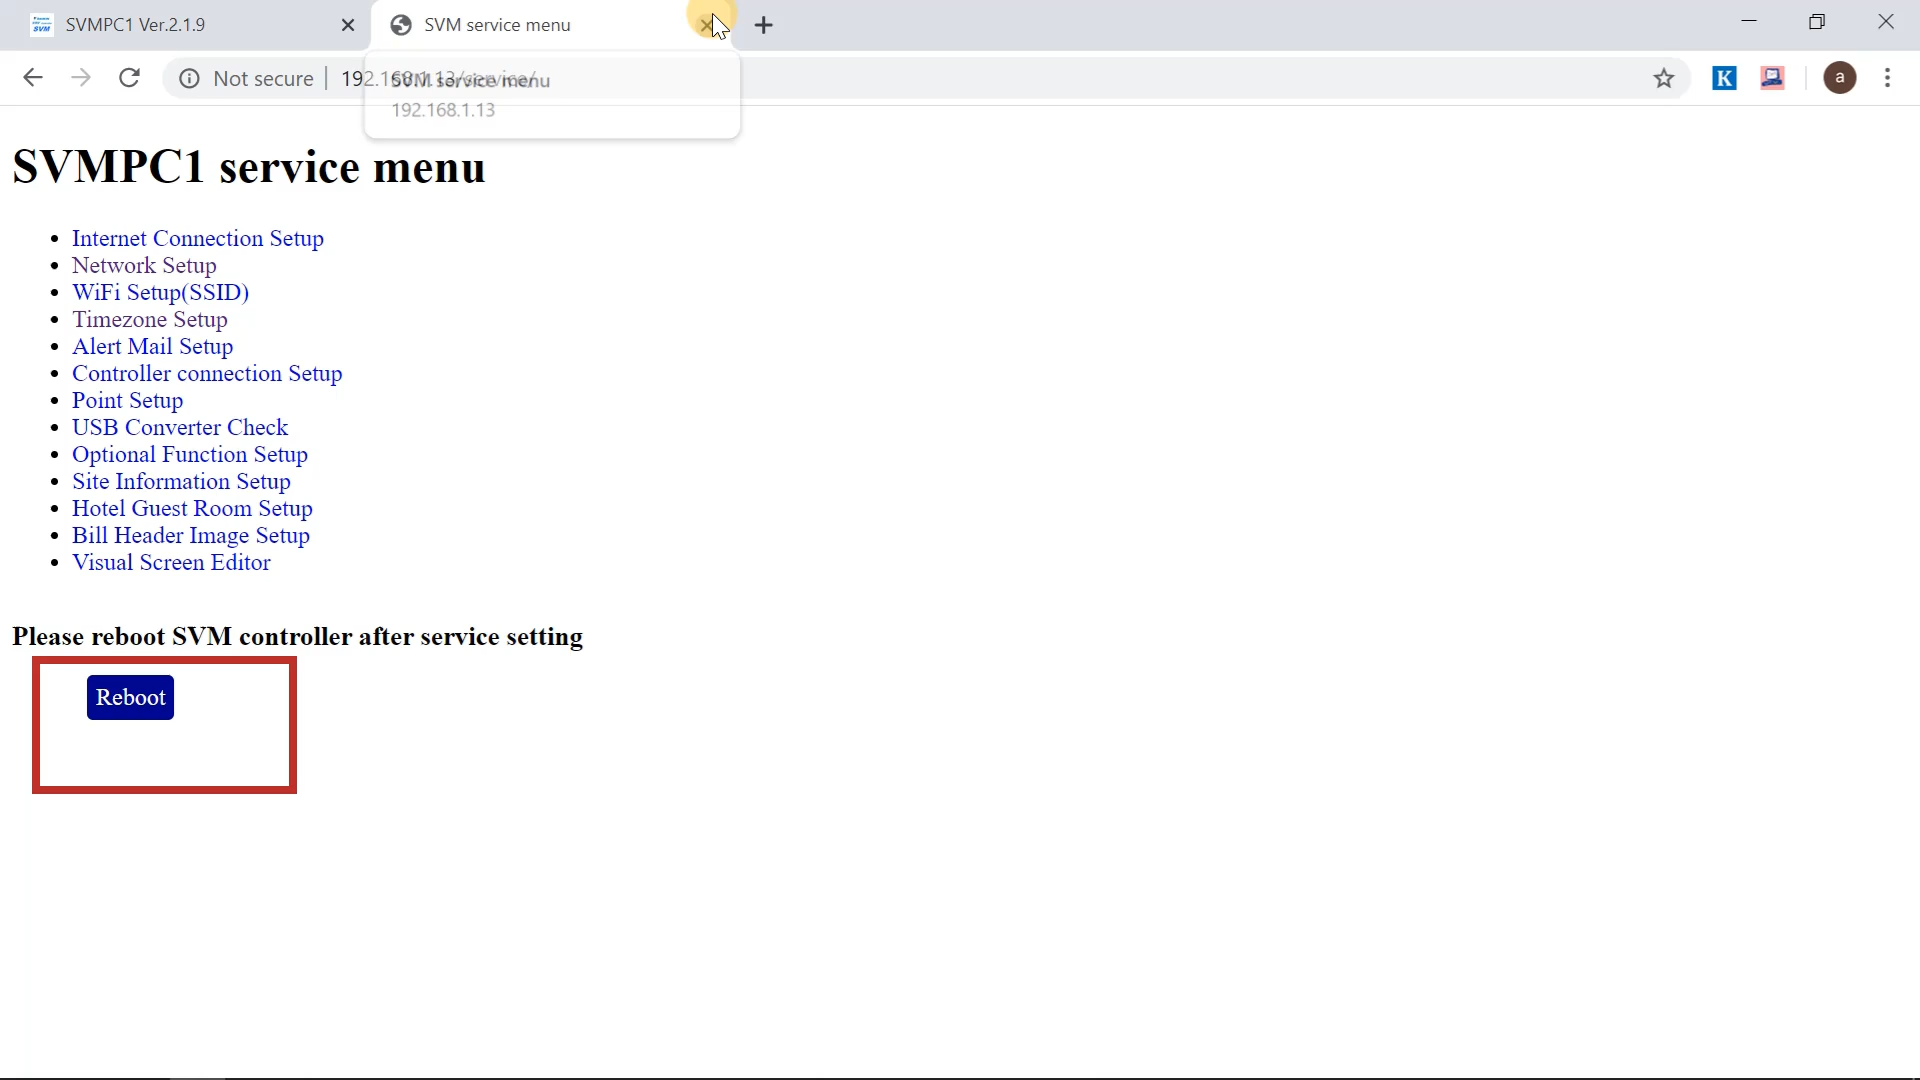 SVMPC1 Ver.2.1.9
SVM service menu
Not secure
SVM service menu
192.168.1.13
K
a
SVMPC1 service menu
Internet Connection Setup
Network Setup
WiFi Setup(SSID)
Timezone Setup
Alert Mail Setup
Controller connection Setup
Point Setup
USB Converter Check
Optional Function Setup
Site Information Setup
Hotel Guest Room Setup
Bill Header Image Setup
Visual Screen Editor
Please reboot SVM controller after service setting
Reboot